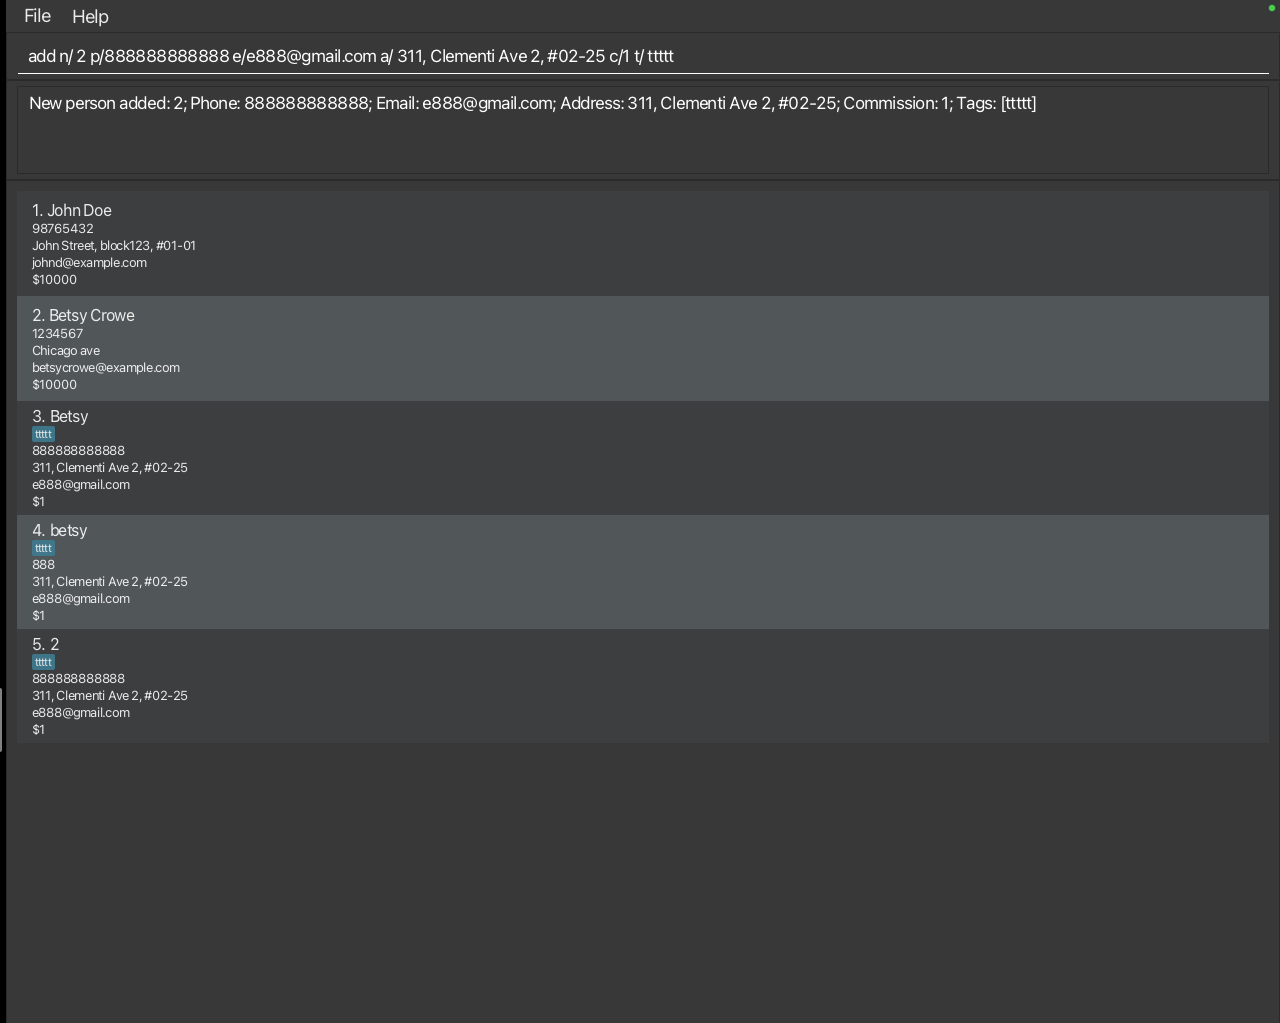 File Help
add n/ 2 p/888888888888 e/e888@gmail.com a/ 311, Clementi Ave 2, #02-25 c/1 t/ ttttt
New person added: 2; Phone: 888888888888; Email: e888@gmail.com; Address: 311, Clementi Ave 2, #02-25; Commission: 1; Tags: [ttttt]
1. John Doe
98765432
John Street, block123, #01-01
johnd@example.com
$10000
2. Betsy Crowe
1234567
Chicago ave
betsycrowe@example.com
$10000
3. Betsy
ttttt
888888888888
311, Clementi Ave 2, #02-25
e888@gmail.com
$1
4. betsy
ttttt
888
311, Clementi Ave 2, #02-25
e888@gmail.com
$1
5. 2
ttttt
888888888888
311, Clementi Ave 2, #02-25
e888@gmail.com
$1